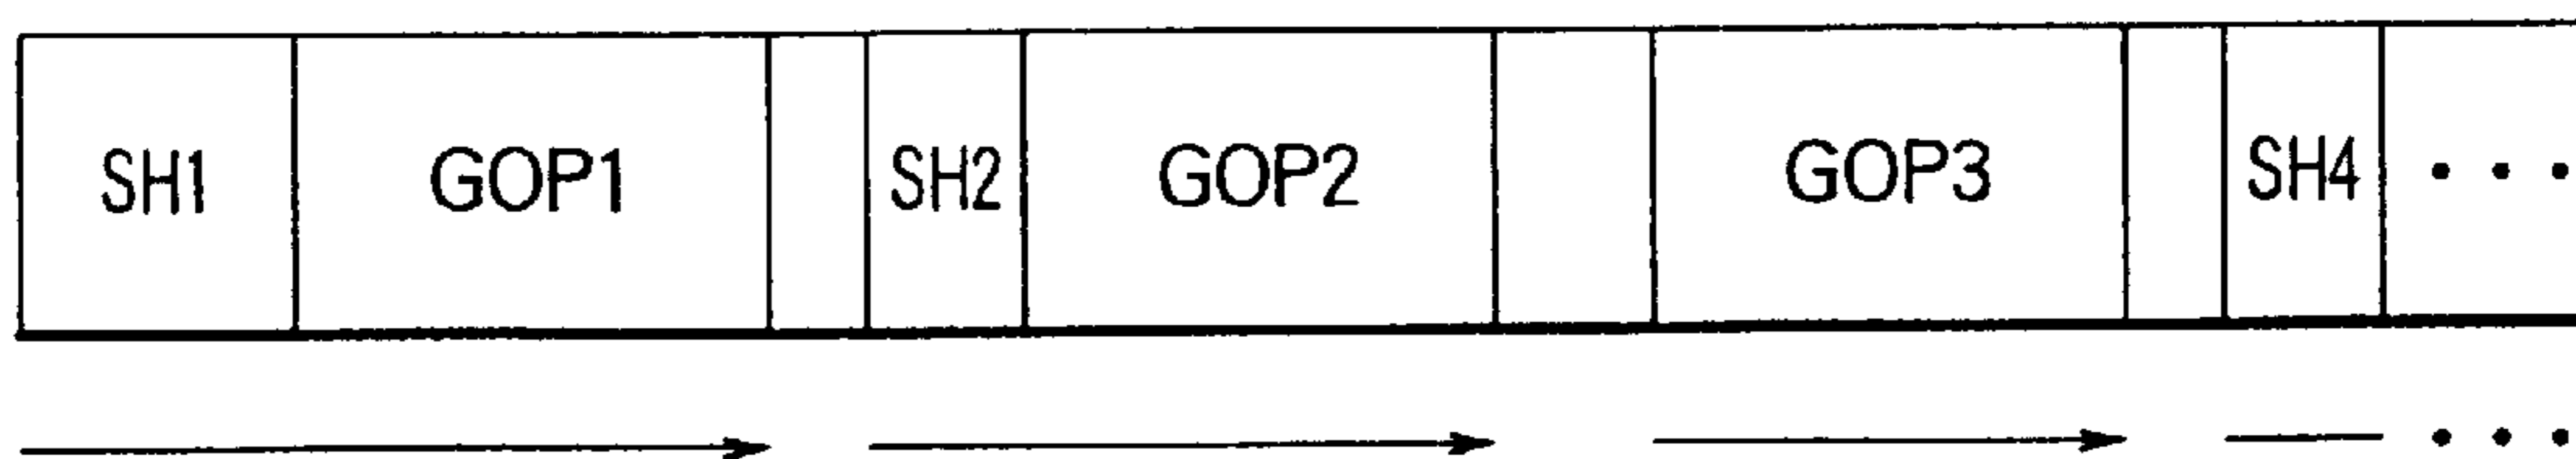 SH1 GOP1 SH2 GOP2 GOP3 SH4 • • •
• • •